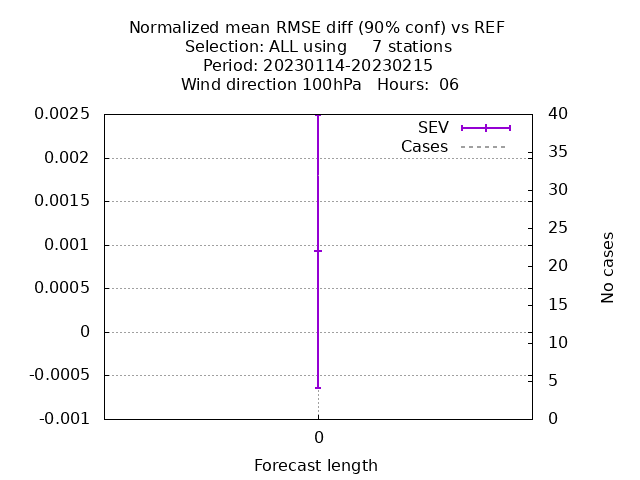 Normalized mean RMSE diff (90% conf) vs REF
Selection: ALL using     7 stations
Period: 20230114-20230215
Wind direction 100hPa   Hours:  06
SEV
Cases
0.0025
0.002
0.0015
0.001
0.0005
0
-0.0005
-0.001
40
35
30
25
20
15
10
5
0
No cases
0
Forecast length